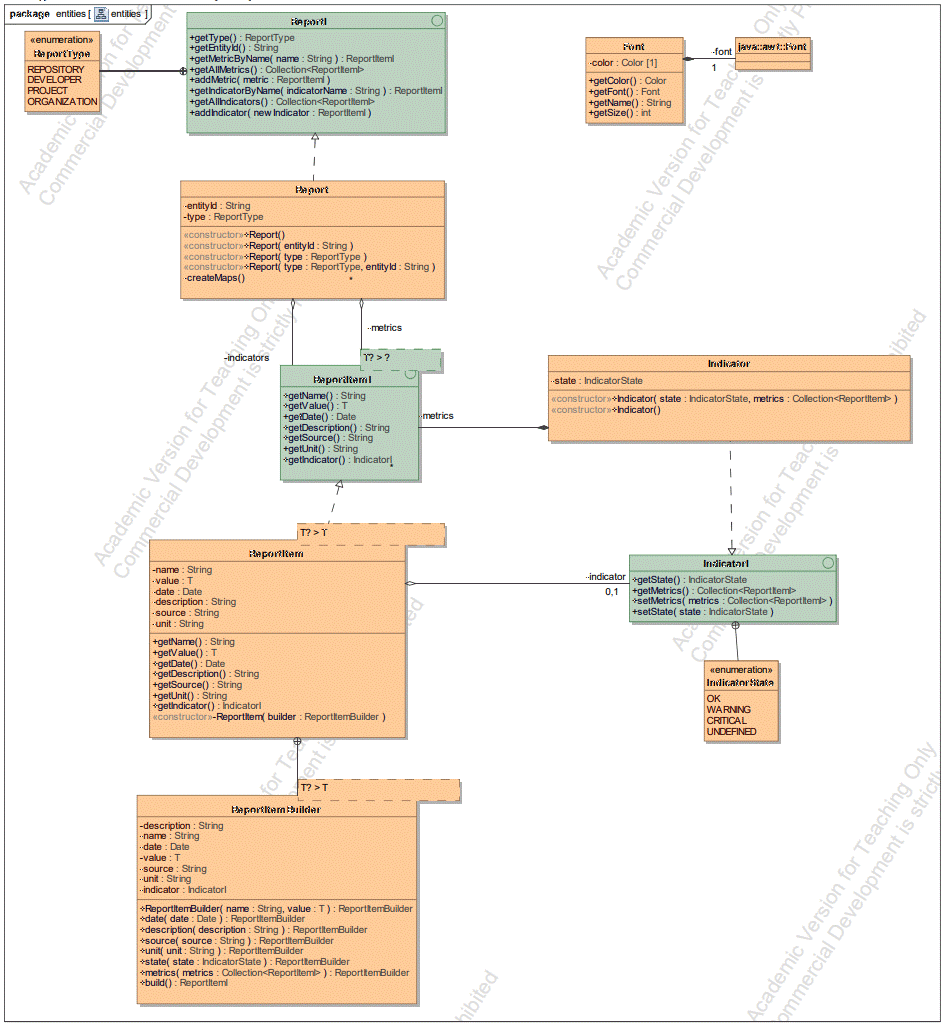 package entities [ entities ]
«enumeration»
ReportType
REPOSITORY
DEVELOPER
PROJECT
ORGANIZATION
ReportI
+getType() : ReportType
+getEntityId() : String
+getMetricByName( name : String ) : ReportItemI
+getAllMetrics() : Collection<ReportItemI>
+addMetric( metric : ReportItemI )
+getIndicatorByName( indicatorName : String ) : ReportItemI
+getAllIndicators() : Collection<ReportItemI>
+addIndicator( newIndicator : ReportItemI )
Font
-color : Color [1]
+getColor() : Color
+getFont() : Font
+getName() : String
+getSize() : int
-font
1
java.awt::Font
Report
-entityId : String
-type : ReportType
«constructor»+Report()
«constructor»+Report( entityId : String )
«constructor»+Report( type : ReportType )
«constructor»+Report( type : ReportType, entityId : String )
-createMaps()
-indicators
-metrics
T? > ?
ReportItemI
+getName() : String
+getValue() : T
+getDate() : Date
+getDescription() : String
+getSource() : String
+getUnit() : String
+getIndicator() : IndicatorI
-metrics
Indicator
-state : IndicatorState
«constructor»+Indicator( state : IndicatorState, metrics : Collection<ReportItemI> )
«constructor»+Indicator()
T? > T
ReportItem
-name : String
-value : T
-date : Date
-description : String
-source : String
-unit : String
+getName() : String
+getValue() : T
+getDate() : Date
+getDescription() : String
+getSource() : String
+getUnit() : String
+getIndicator() : IndicatorI
«constructor»-ReportItem( builder : ReportItemBuilder )
-indicator
0,1
IndicatorI
+getState() : IndicatorState
+getMetrics() : Collection<ReportItemI>
+setMetrics( metrics : Collection<ReportItemI> )
+setState( state : IndicatorState )
«enumeration»
IndicatorState
OK
WARNING
CRITICAL
UNDEFINED
T? > T
ReportItemBuilder
-description : String
-name : String
-date : Date
-value : T
-source : String
-unit : String
-indicator : IndicatorI
+ReportItemBuilder( name : String, value : T ) : ReportItemBuilder
+date( date : Date ) : ReportItemBuilder
+description( description : String ) : ReportItemBuilder
+source( source : String ) : ReportItemBuilder
+unit( unit : String ) : ReportItemBuilder
+state( state : IndicatorState ) : ReportItemBuilder
+metrics( metrics : Collection<ReportItemI> ) : ReportItemBuilder
+build() : ReportItemI
Academic Version for Teaching Only
Commercial Development is strictly